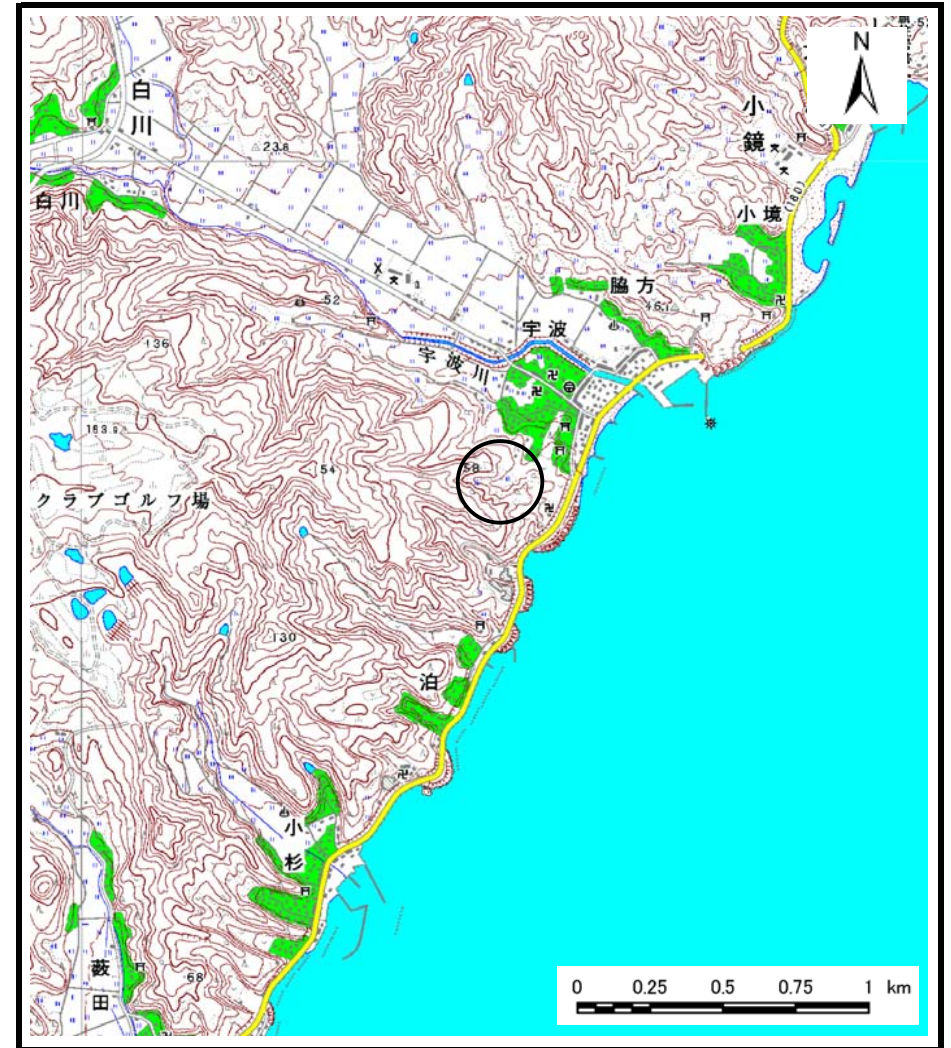 N
白川
小鏡
23.8
白川
小境
(160)
脇方
46.1
52
宇波
宇波川
136
163.9
58
54
クラブゴルフ場
130
泊
小杉
薮田
68
0 0.25 0.5 0.75 1 km